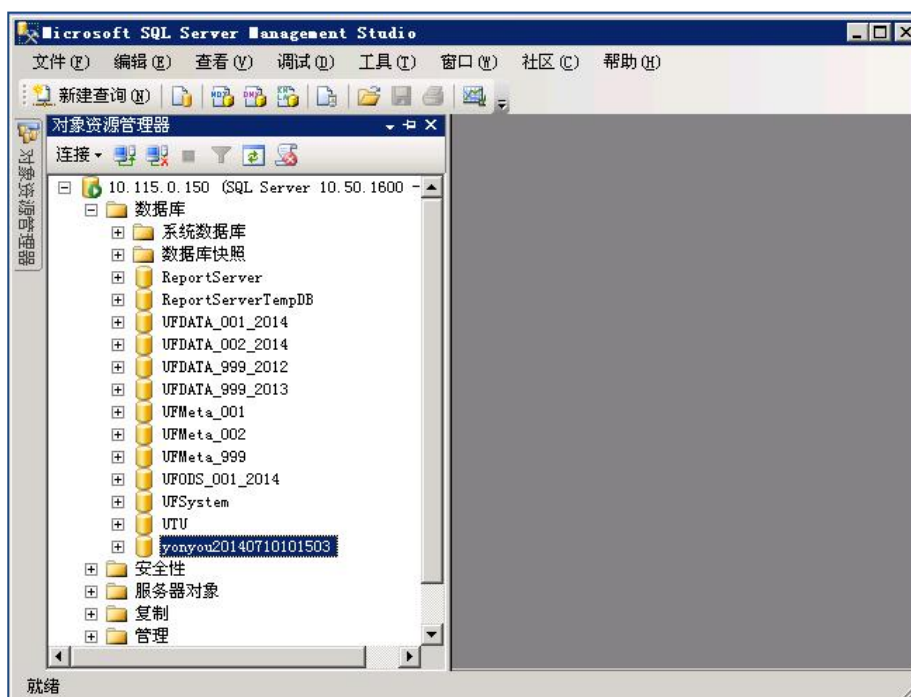 Microsoft SQL Server Management Studio
文件(F) 编辑(E) 查看(V) 调试(D) 工具(T) 窗口(W) 社区(C) 帮助(H)
新建查询(N)
对象资源管理器
对象资源管理器
连接
10.115.0.150 (SQL Server 10.50.1600 -
数据库
系统数据库
数据库快照
ReportServer
ReportServerTempDB
UFDATA_001_2014
UFDATA_002_2014
UFDATA_999_2012
UFDATA_999_2013
UFMeta_001
UFMeta_002
UFMeta_999
UFODS_001_2014
UFSystem
UTU
yonyou20140710101503
安全性
服务器对象
复制
管理
就绪